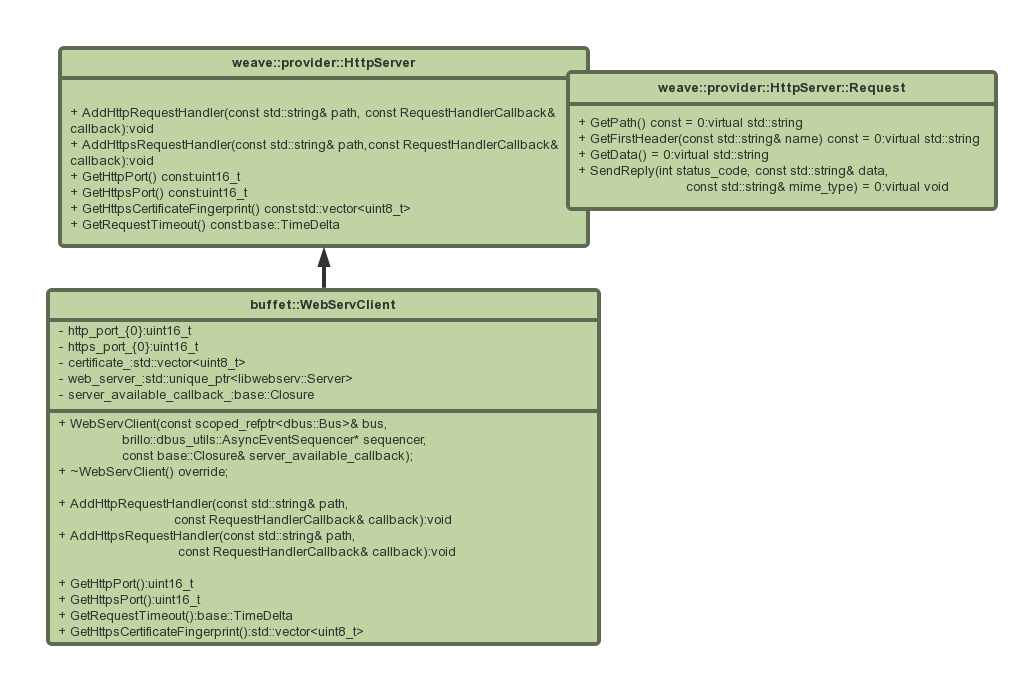 weave::provider::HttpServer
+ AddHttpRequestHandler(const std::string& path, const RequestHandlerCallback&
callback):void
+ AddHttpsRequestHandler(const std::string& path,const RequestHandlerCallback&
callback):void
+ GetHttpPort() const:uint16_t
+ GetHttpsPort() const:uint16_t
+ GetHttpsCertificateFingerprint() const:std::vector<uint8_t>
+ GetRequestTimeout() const:base::TimeDelta
weave::provider::HttpServer::Request
+ GetPath() const = 0:virtual std::string
+ GetFirstHeader(const std::string& name) const = 0:virtual std::string
+ GetData() = 0:virtual std::string
+ SendReply(int status_code, const std::string& data,
const std::string& mime_type) = 0:virtual void
buffet::WebServClient
- http_port_{0}:uint16_t
- https_port_{0}:uint16_t
- certificate_:std::vector<uint8_t>
- web_server_:std::unique_ptr<libwebserv::Server>
- server_available_callback_:base::Closure
+ WebServClient(const scoped_refptr<dbus::Bus>& bus,
brillo::dbus_utils::AsyncEventSequencer* sequencer,
const base::Closure& server_available_callback);
+ ~WebServClient() override;
+ AddHttpRequestHandler(const std::string& path,
const RequestHandlerCallback& callback):void
+ AddHttpsRequestHandler(const std::string& path,
const RequestHandlerCallback& callback):void
+ GetHttpPort():uint16_t
+ GetHttpsPort():uint16_t
+ GetRequestTimeout():base::TimeDelta
+ GetHttpsCertificateFingerprint():std::vector<uint8_t>